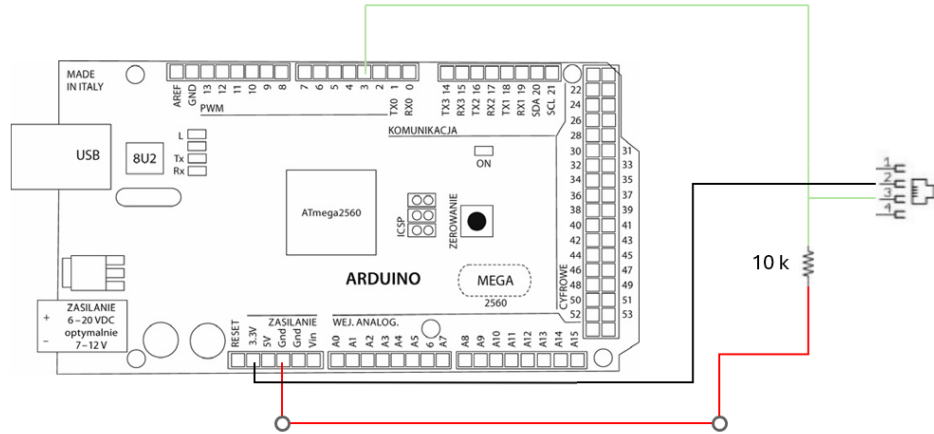 MADE
IN ITALY
AREF
GND
13
12
11
10
9
8
7
6
5
4
3
2
TX0 1
RX0 0
TX3 14
RX3 15
TX2 16
RX2 17
TX1 18
RX1 19
SDA 20
SCL 21
PWM
KOMUNIKACJA
22
24
26
28
30 31
32 33
34 35
36 37
38 39
40 41
42 43
44 45
46 47
48 49
50 51
52 53
CYFROWE
USB
8U2
L
Tx
Rx
ON
ATmega2560
ICSP
ZEROWANIE
ARDUINO
MEGA
2560
1
2
3
4
10 k
ZASILANIE
+ 6–20 VDC
optymalnie
– 7–12 V
ZASILANIE
WEJ. ANALOG.
RESET
3.3V
5V
Gnd
Gnd
Vin
A0
A1
A2
A3
A4
A5
6
A7
A8
A9
A10
A11
A12
A13
A14
A15